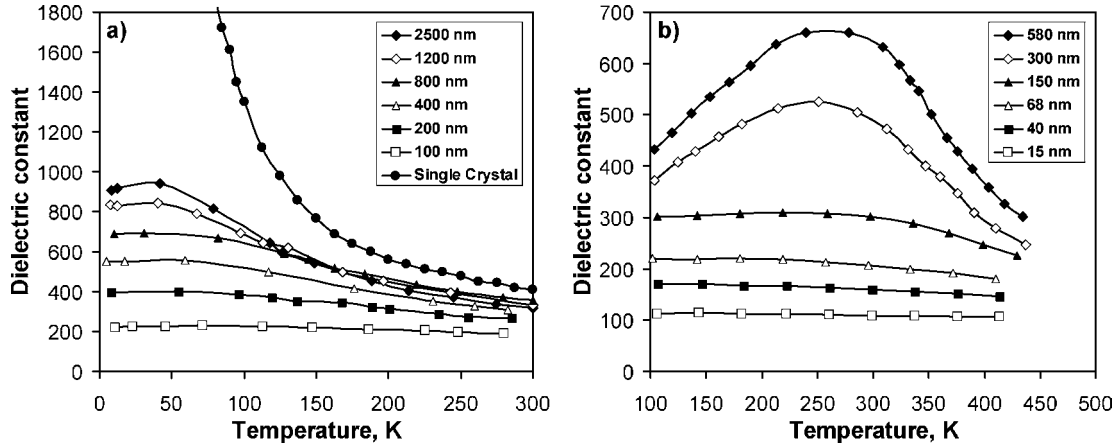 a)
Dielectric constant
1800
1600
1400
1200
1000
800
600
400
200
0
2500 nm
1200 nm
800 nm
400 nm
200 nm
100 nm
Single Crystal
0 50 100 150 200 250 300
Temperature, K
b)
Dielectric constant
700
600
500
400
300
200
100
0
580 nm
300 nm
150 nm
68 nm
40 nm
15 nm
100 150 200 250 300 350 400 450 500
Temperature, K